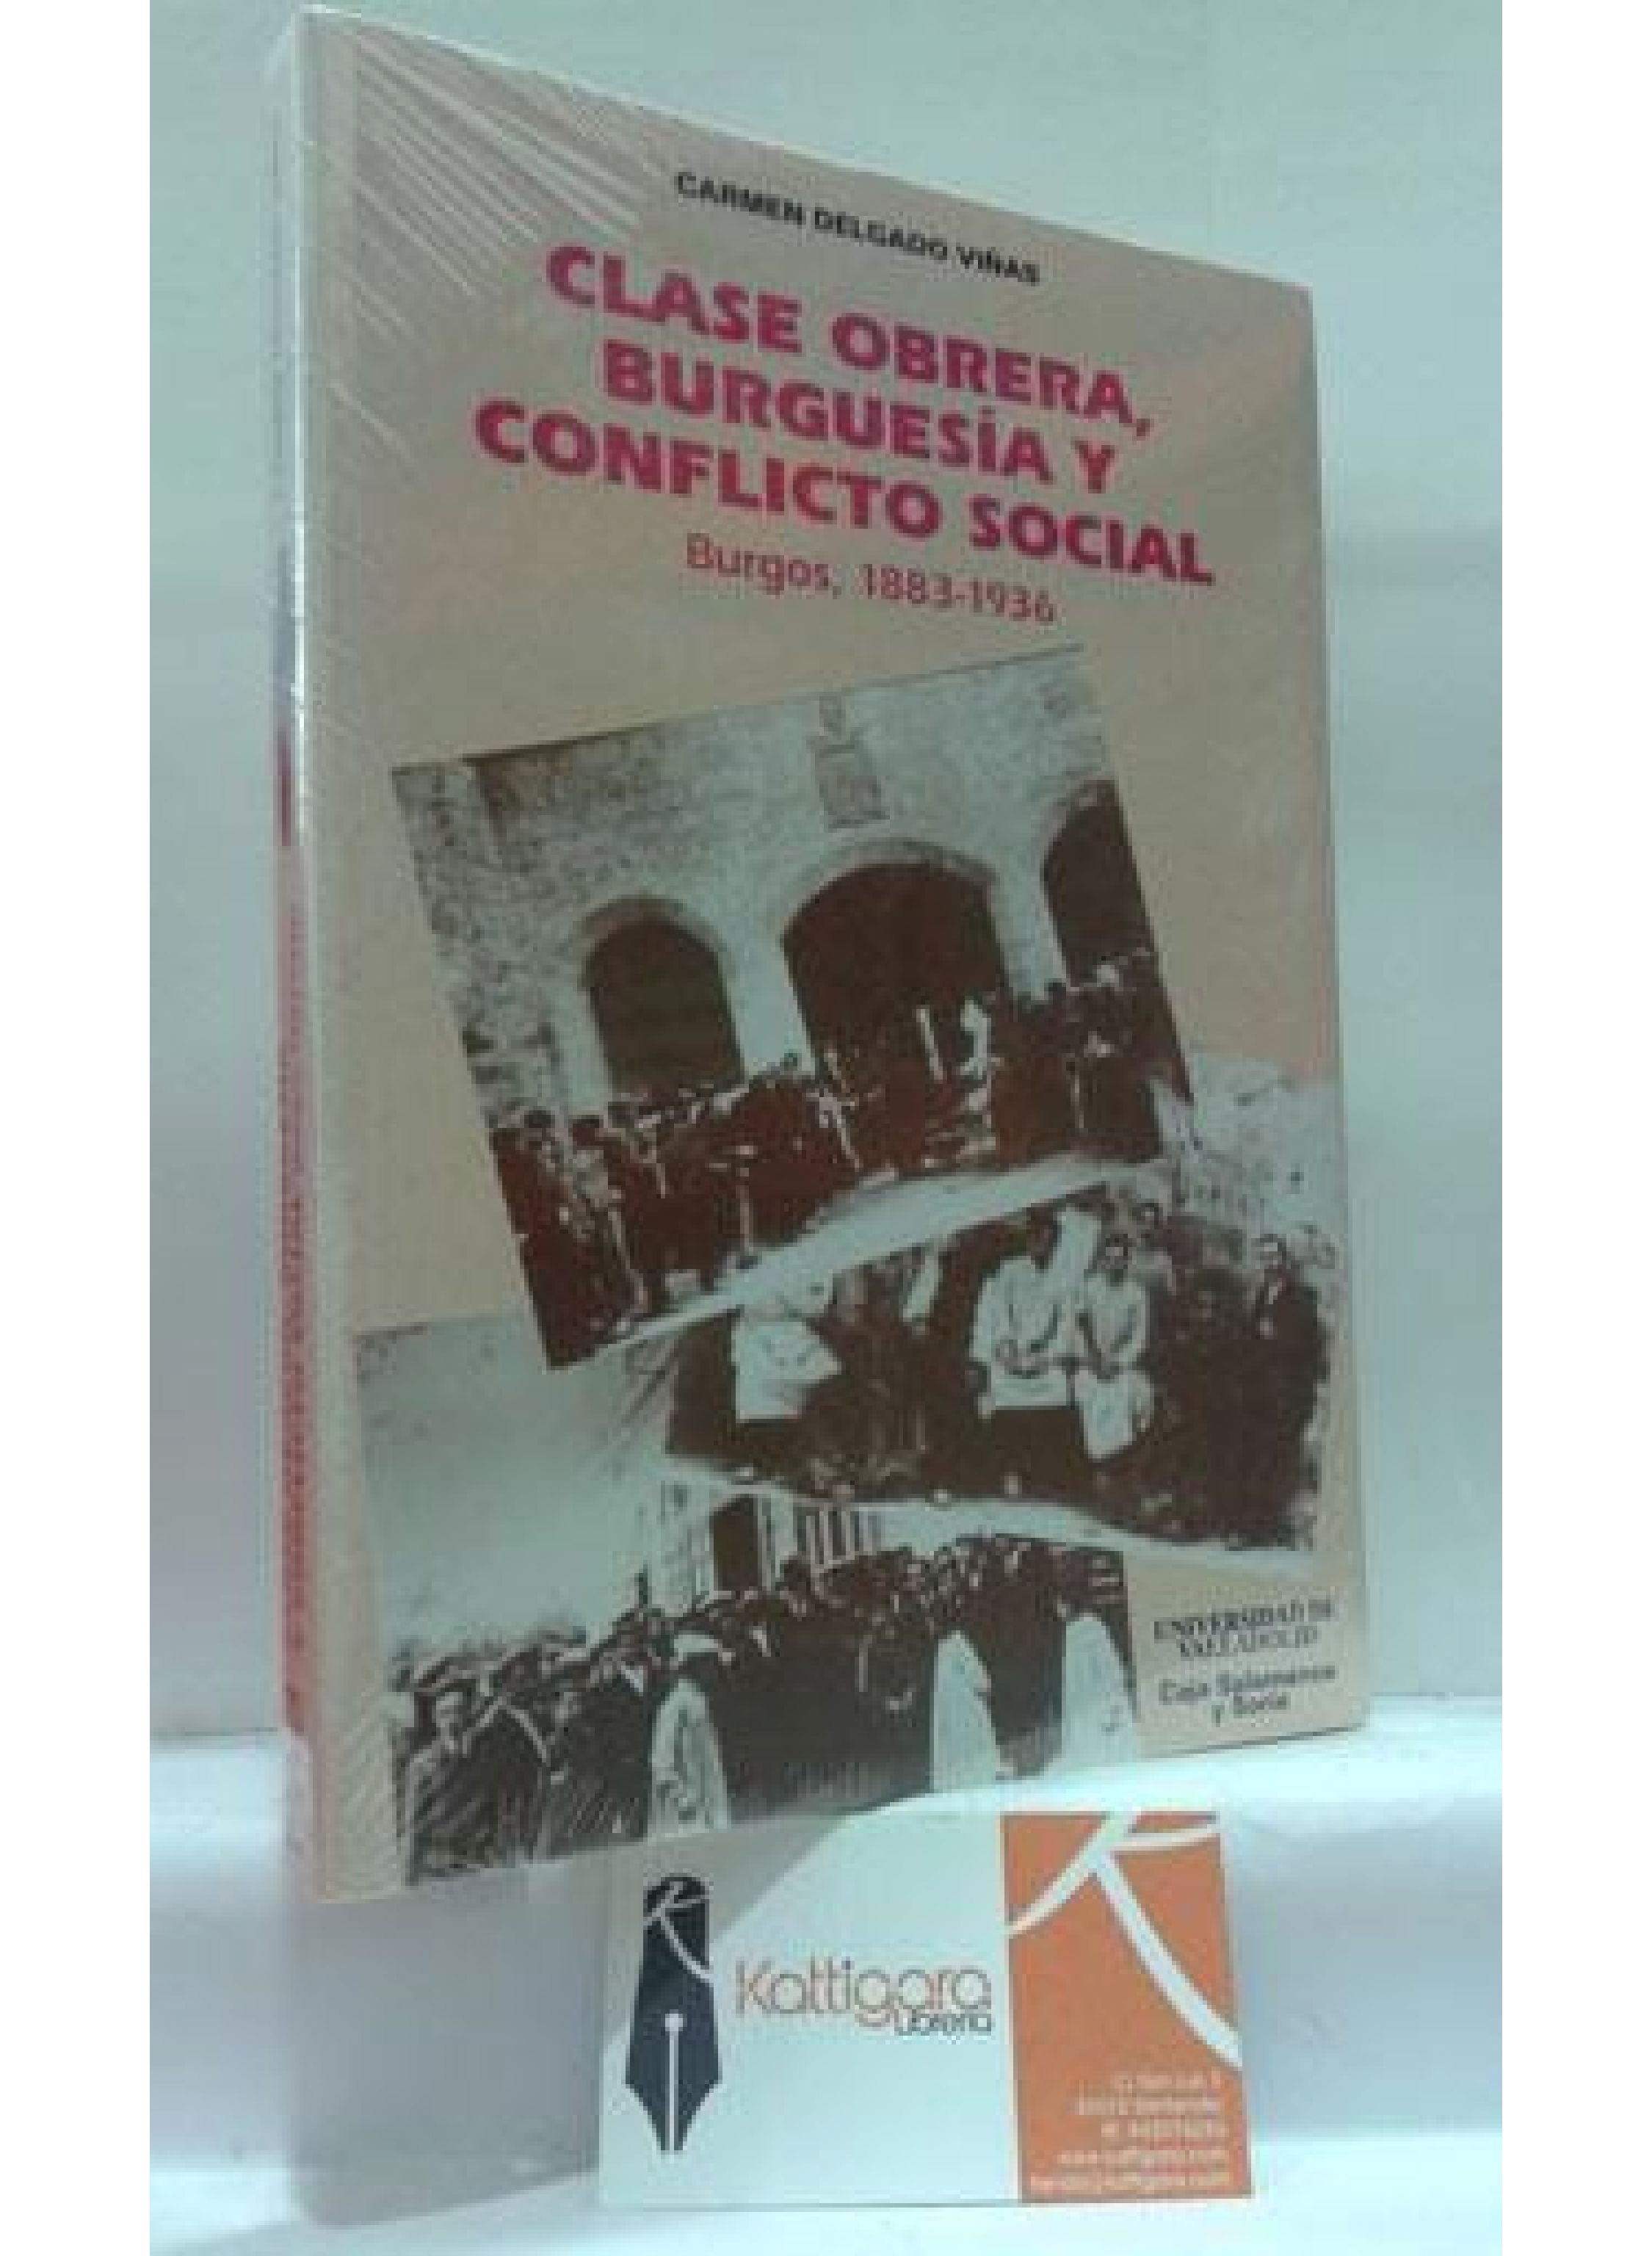 CARMEN DELGADO VIÑAS
CLASE OBRERA,
BURGUESÍA Y
CONFLICTO SOCIAL
Burgos, 1883-1936
UNIVERSIDAD DE
VALLADOLID
Caja Salamanca
y Soria
Kattigara
Librería